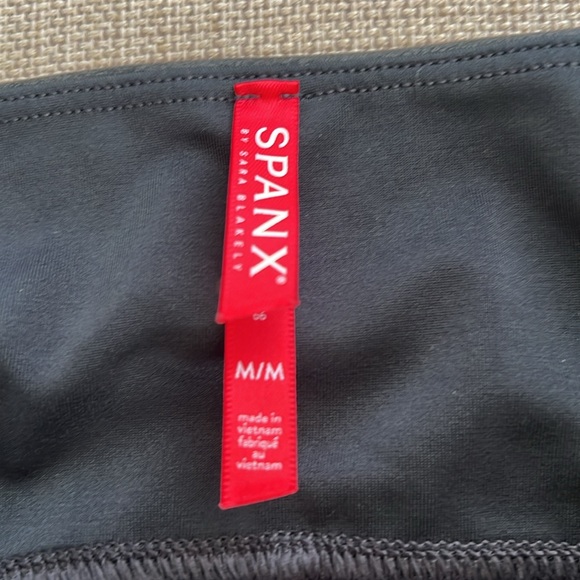 SPANX®
BY SARA BLAKELY
M/M
made in
vietnam
fabriqué
au
vietnam